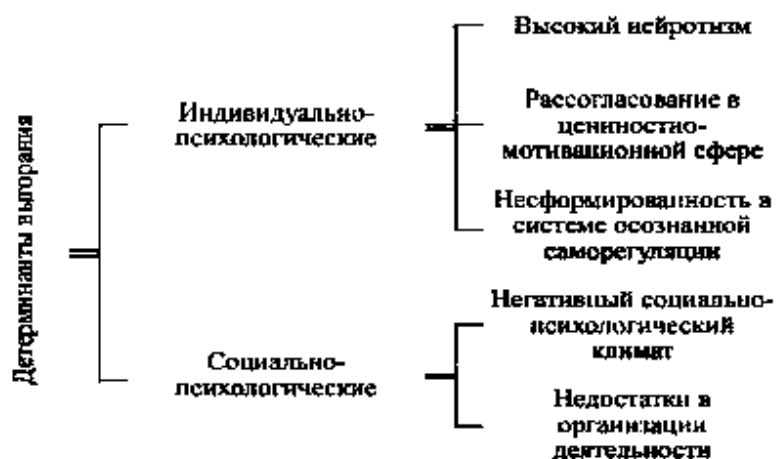 Детерминанты выгорания
Индивидуально-
психологические
Высокий нейротизм
Рассогласование в
ценностно-
мотивационной сфере
Несформированность в
системе осознанной
саморегуляции
Социально-
психологические
Негативный социально-
психологический
климат
Недостатки в
организации
деятельности